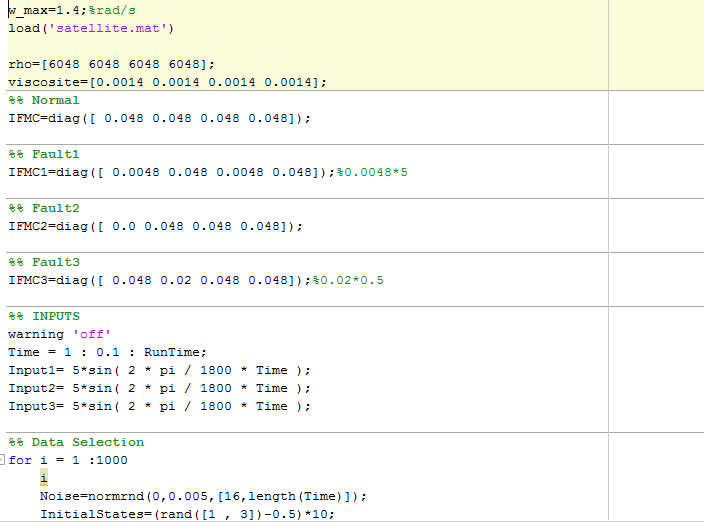 w_max=1.4;%rad/s
load('satellite.mat')
rho=[6048 6048 6048 6048];
viscosite=[0.0014 0.0014 0.0014 0.0014];
%% Normal
IFMC=diag([ 0.048 0.048 0.048 0.048]);
%% Fault1
IFMC1=diag([ 0.0048 0.048 0.0048 0.048]);%0.0048*5
%% Fault2
IFMC2=diag([ 0.0 0.048 0.048 0.048]);
%% Fault3
IFMC3=diag([ 0.048 0.02 0.048 0.048]);%0.02*0.5
%% INPUTS
warning 'off'
Time = 1 : 0.1 : RunTime;
Input1= 5*sin( 2 * pi / 1800 * Time );
Input2= 5*sin( 2 * pi / 1800 * Time );
Input3= 5*sin( 2 * pi / 1800 * Time );
%% Data Selection
for i = 1 :1000
i
Noise=normrnd(0,0.005,[16,length(Time)]);
InitialStates=(rand([1 , 3])-0.5)*10;